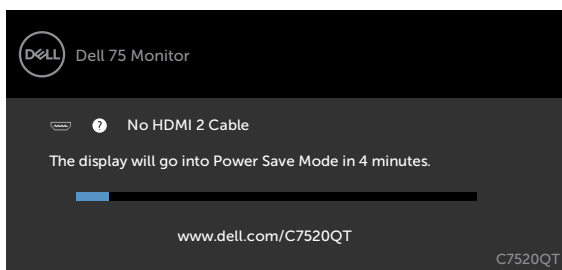 DELL
Dell 75 Monitor
? No HDMI 2 Cable
The display will go into Power Save Mode in 4 minutes.
www.dell.com/C7520QT
C7520QT